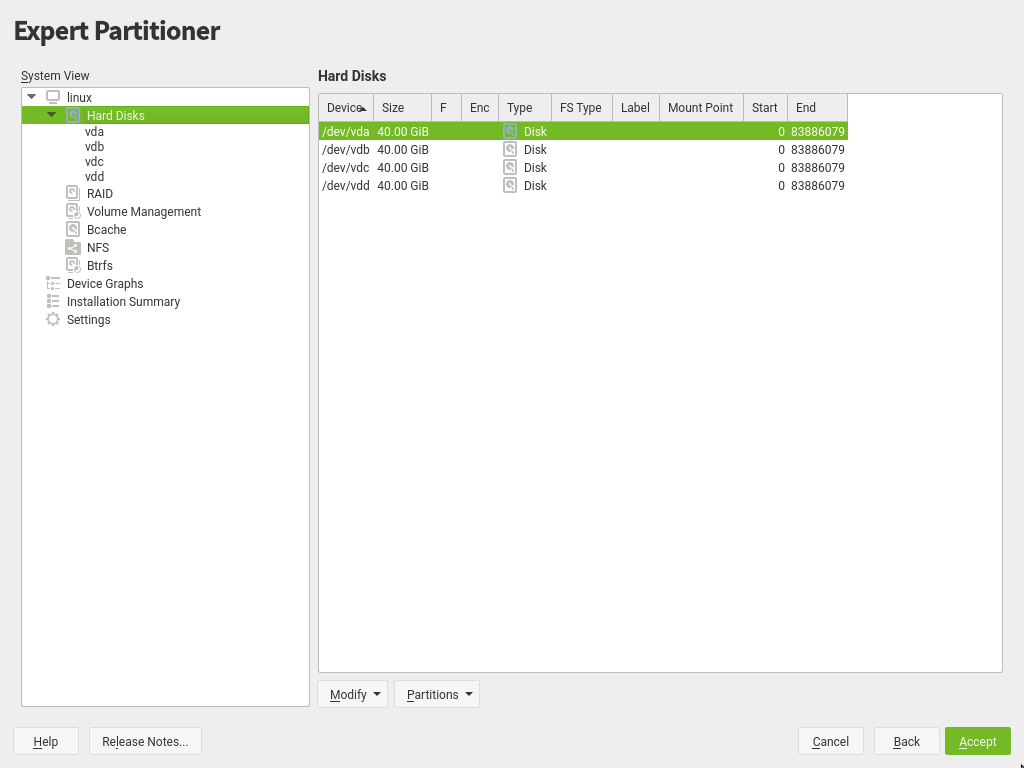 Expert Partitioner
System View
linux
Hard Disks
vda
vdb
vdc
vdd
RAID
Volume Management
Bcache
NFS
Btrfs
Device Graphs
Installation Summary
Settings
Hard Disks
Device Size F Enc Type FS Type Label Mount Point Start End
/dev/vda 40.00 GiB Disk 0 83886079
/dev/vdb 40.00 GiB Disk 0 83886079
/dev/vdc 40.00 GiB Disk 0 83886079
/dev/vdd 40.00 GiB Disk 0 83886079
Modify Partitions
Help Release Notes... Cancel Back Accept